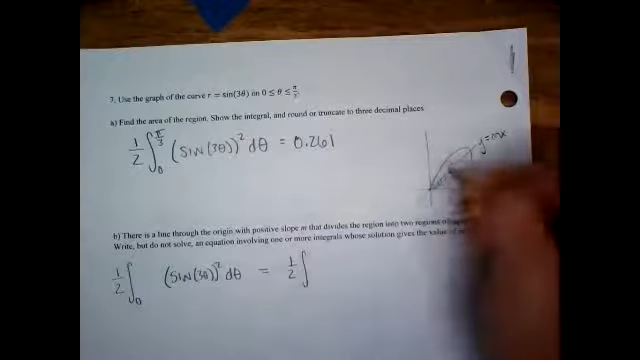 7. Use the graph of the curve r = sin(3θ) on 0 ≤ θ ≤ π/3
a) Find the area of the region. Show the integral, and round or truncate to three decimal places
1/2 ∫₀^(π/3) (sin(3θ))² dθ = 0.261
y=mx
b) There is a line through the origin with positive slope m that divides the region into two regions
Write, but do not solve, an equation involving one or more integrals whose solution gives the value of
1/2 ∫₀ (sin(3θ))² dθ = 1/2 ∫